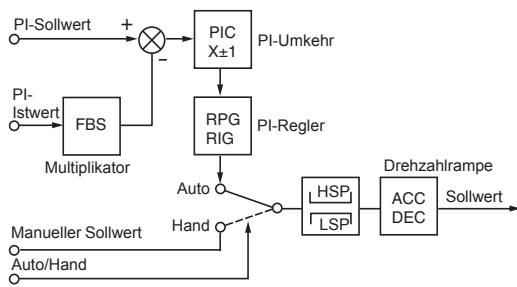 PI-Sollwert
+
−
PIC
X±1
PI-Umkehr
PI-
Istwert
FBS
Multiplikator
RPG
RIG
PI-Regler
Auto
Hand
Drehzahlrampe
HSP
LSP
ACC
DEC
Sollwert
Manueller Sollwert
Auto/Hand